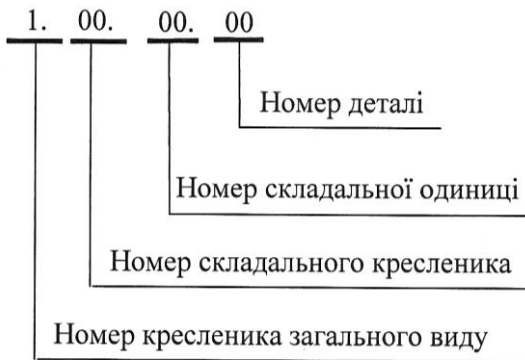 1. 00. 00. 00
Номер деталі
Номер складальної одиниці
Номер складального кресленика
Номер кресленика загального виду